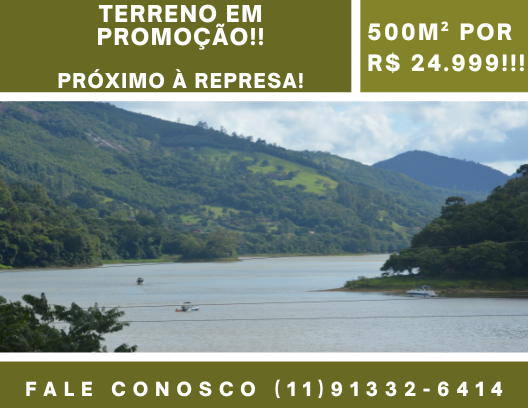 TERRENO EM
PROMOÇÃO!!
PRÓXIMO À REPRESA!
500M² POR
R$ 24.999!!!
FALE CONOSCO (11)91332-6414